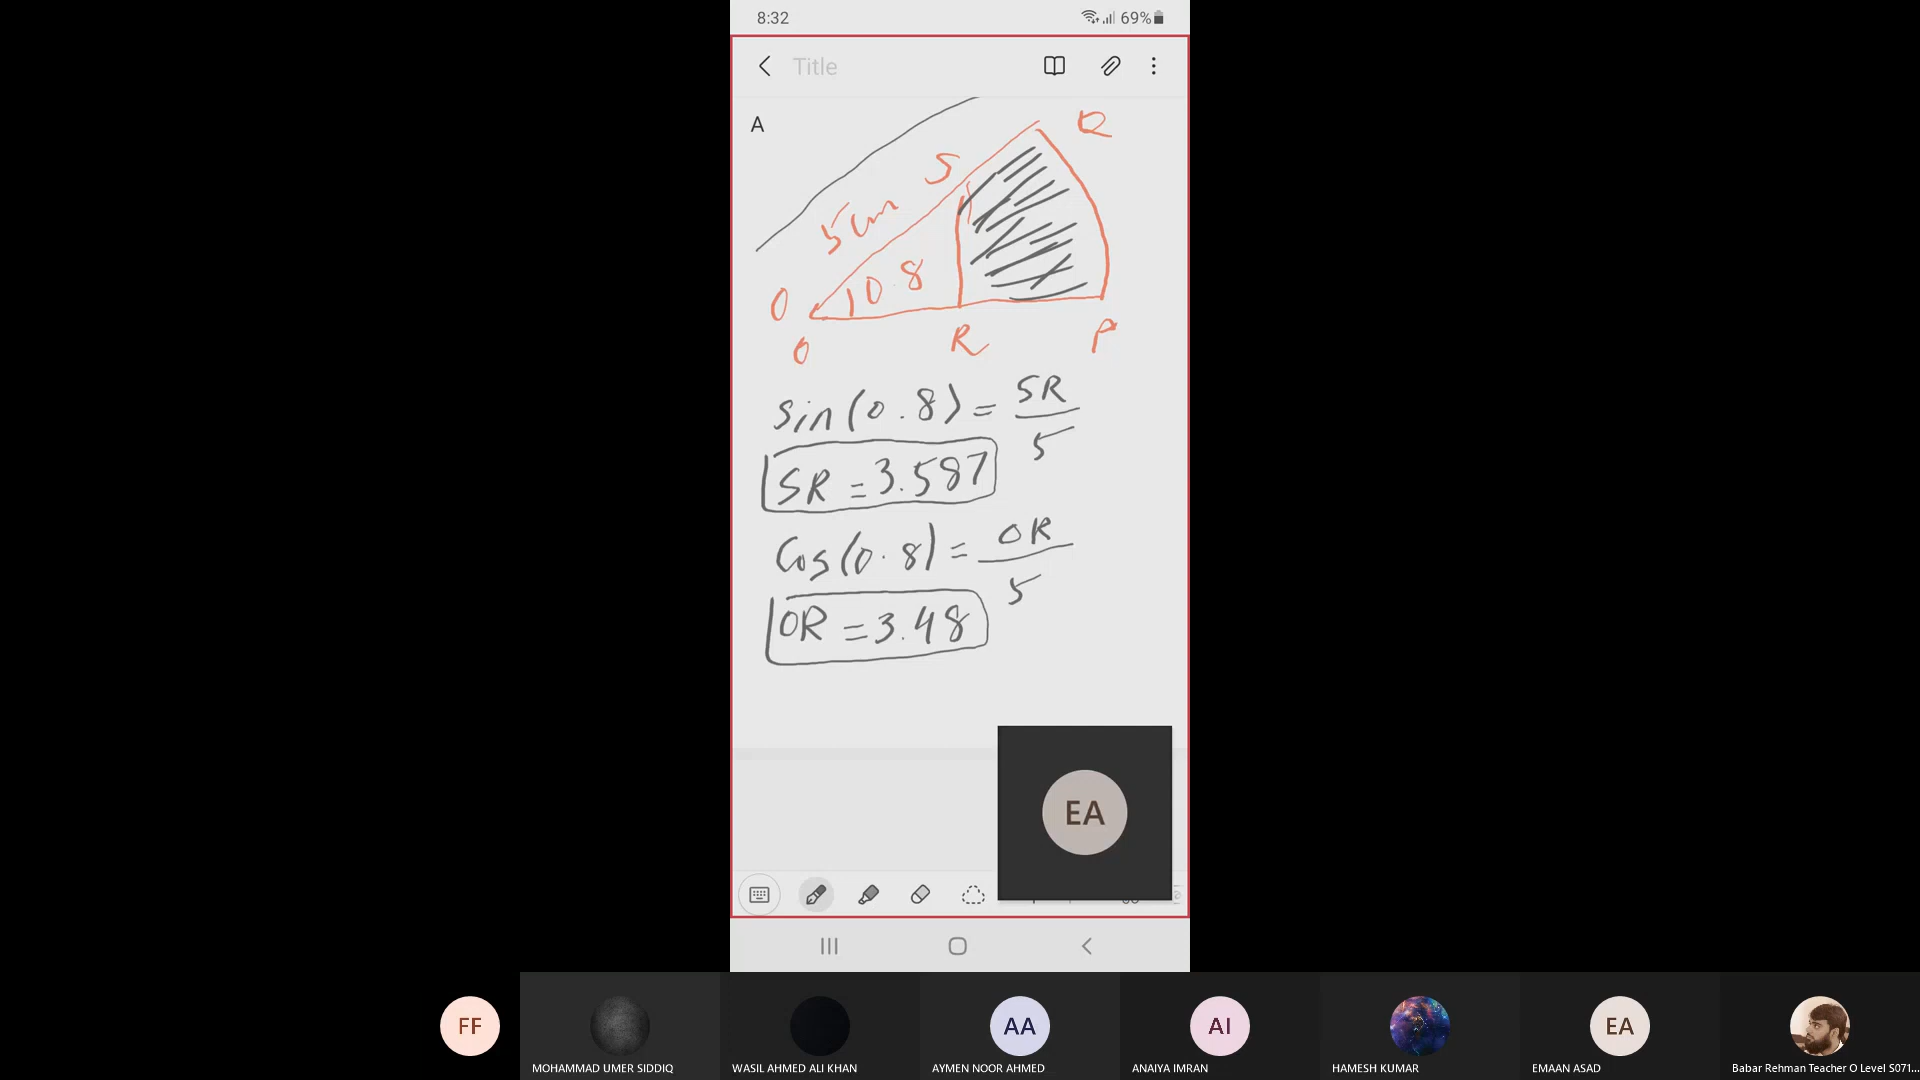 8:32 69%
Title
A
Q
S
5cm
0.8
O
O R P
sin(0.8) = SR/5
SR = 3.587
Cos(0.8) = OR/5
OR = 3.48
EA
FF AA AI EA
MOHAMMAD UMER SIDDIQ WASIL AHMED ALI KHAN AYMEN NOOR AHMED ANAIYA IMRAN HAMESH KUMAR EMAAN ASAD Babar Rehman Teacher O Level S071...